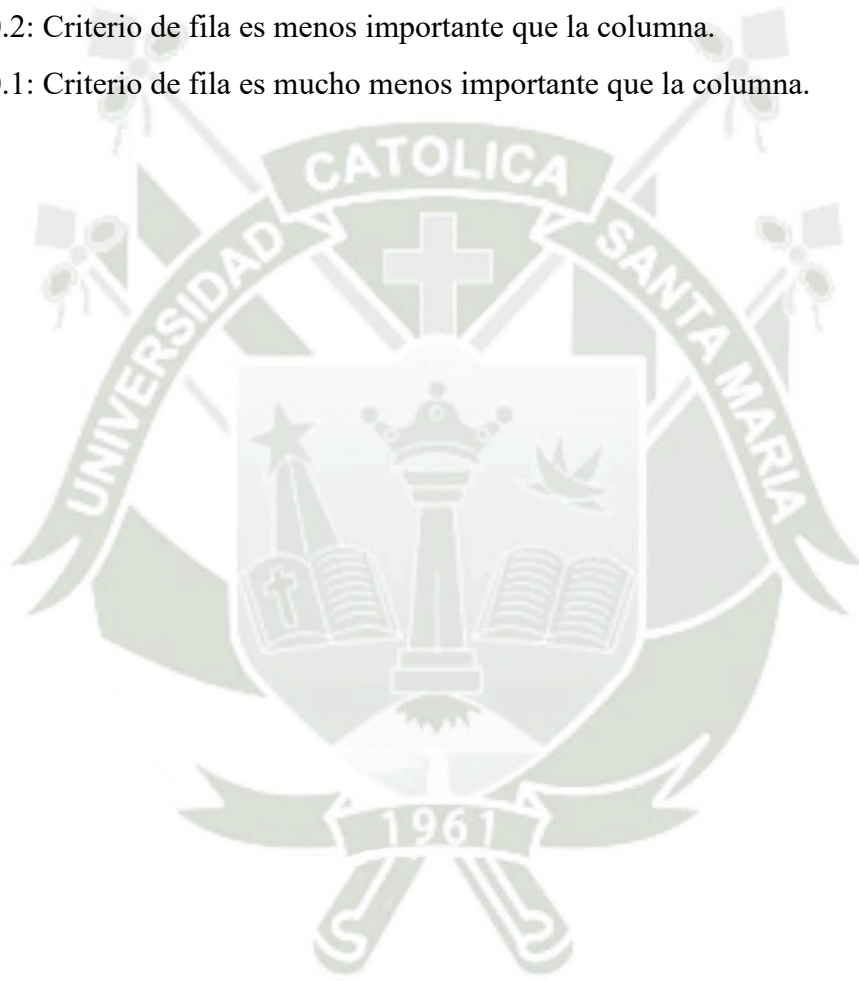 .2: Criterio de fila es menos importante que la columna.
.1: Criterio de fila es mucho menos importante que la columna.
CATOLICA
UNIVERSIDAD
SANTA MARIA
1961